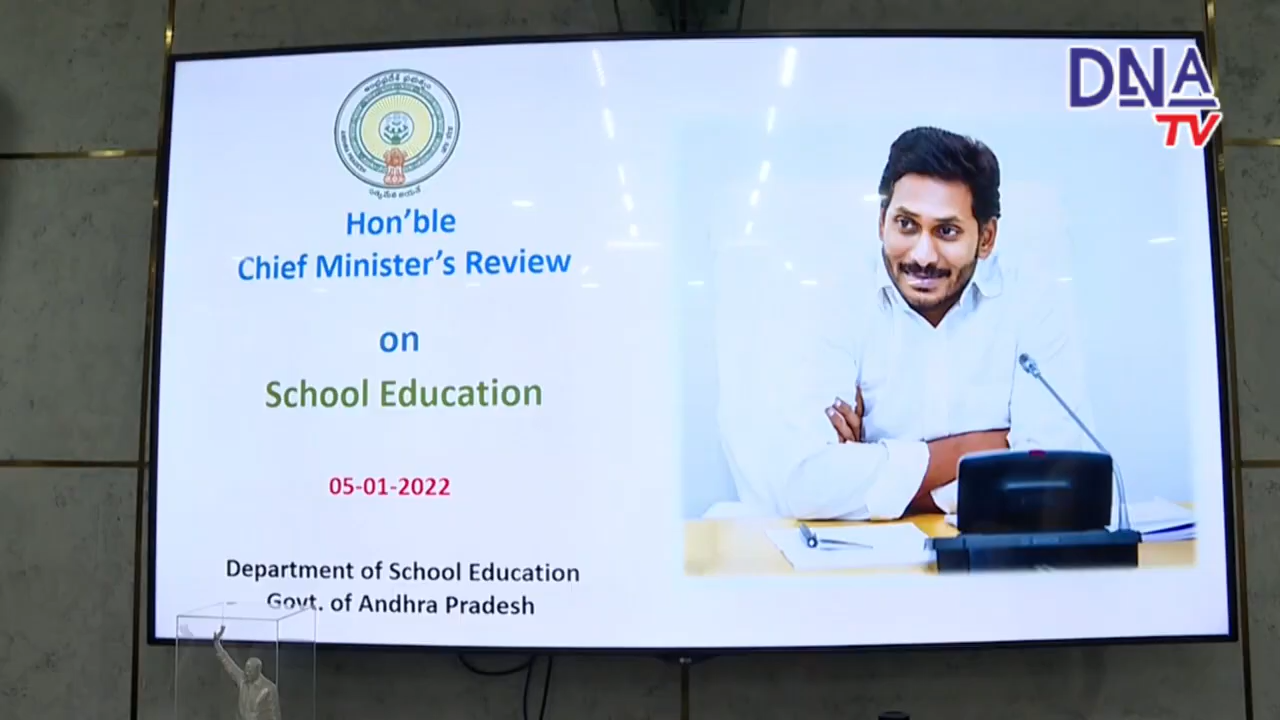 DNA
TV
Hon'ble
Chief Minister's Review
on
School Education
05-01-2022
Department of School Education
Govt. of Andhra Pradesh